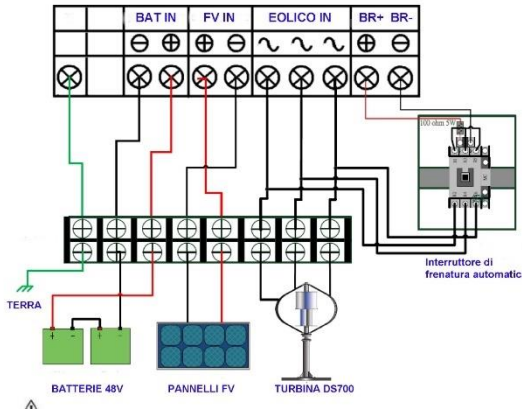 BAT IN FV IN EOLICO IN BR+ BR-
100 ohm 5W
Interruttore di
frenatura automatic
TERRA
BATTERIE 48V PANNELLI FV TURBINA DS700